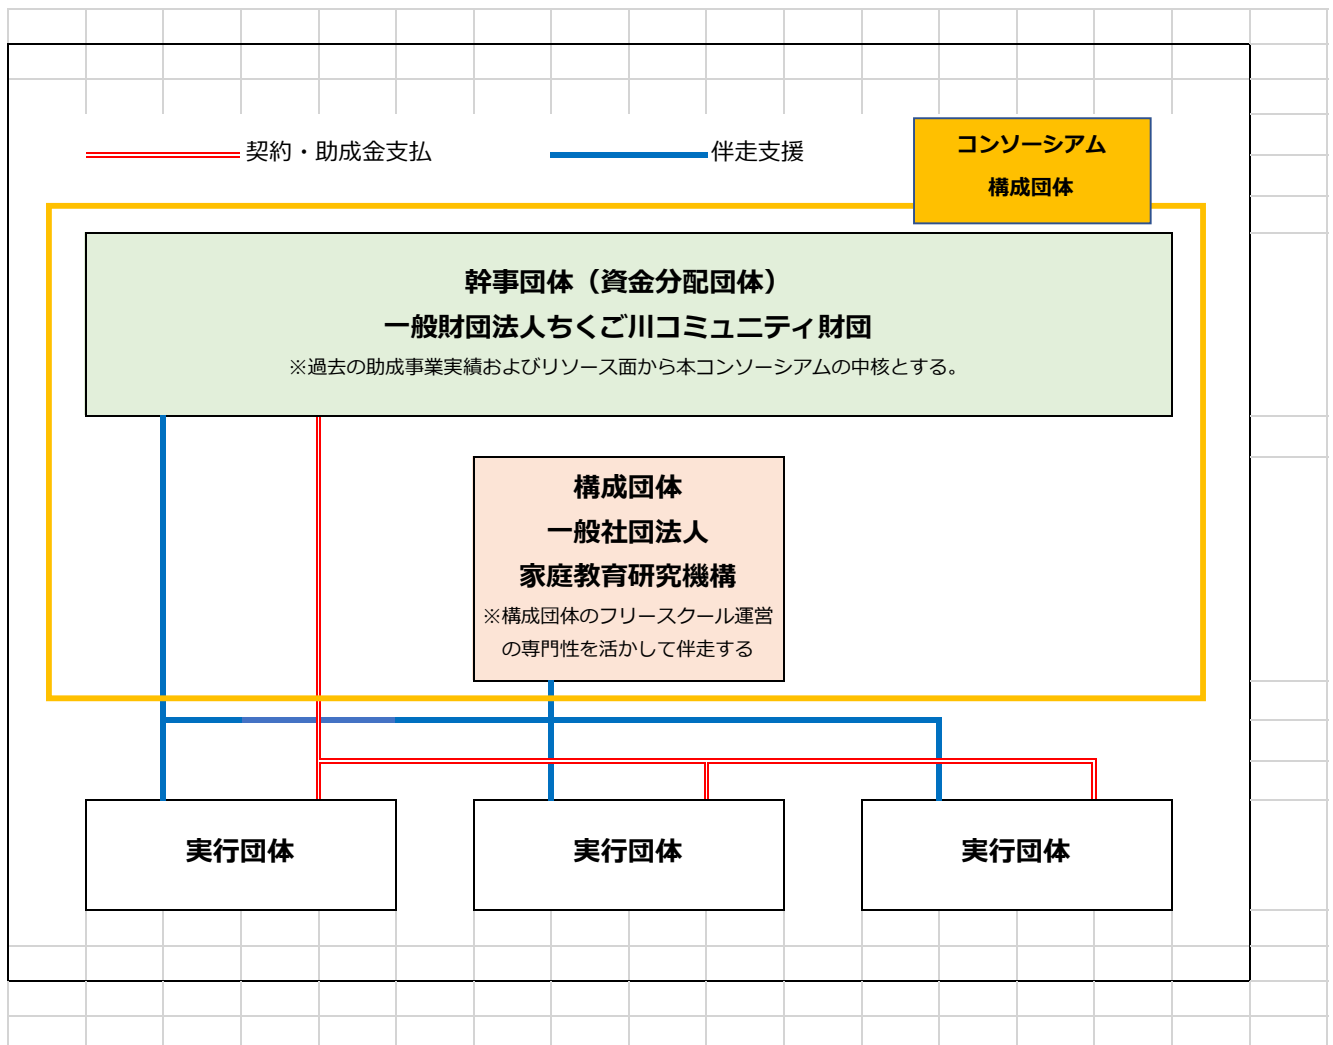 契約・助成金支払
伴走支援
コンソーシアム
構成団体
幹事団体（資金分配団体）
一般財団法人ちくご川コミュニティ財団
※過去の助成事業実績およびリソース面から本コンソーシアムの中核とする。
構成団体
一般社団法人
家庭教育研究機構
※構成団体のフリースクール運営
の専門性を活かして伴走する
実行団体
実行団体
実行団体